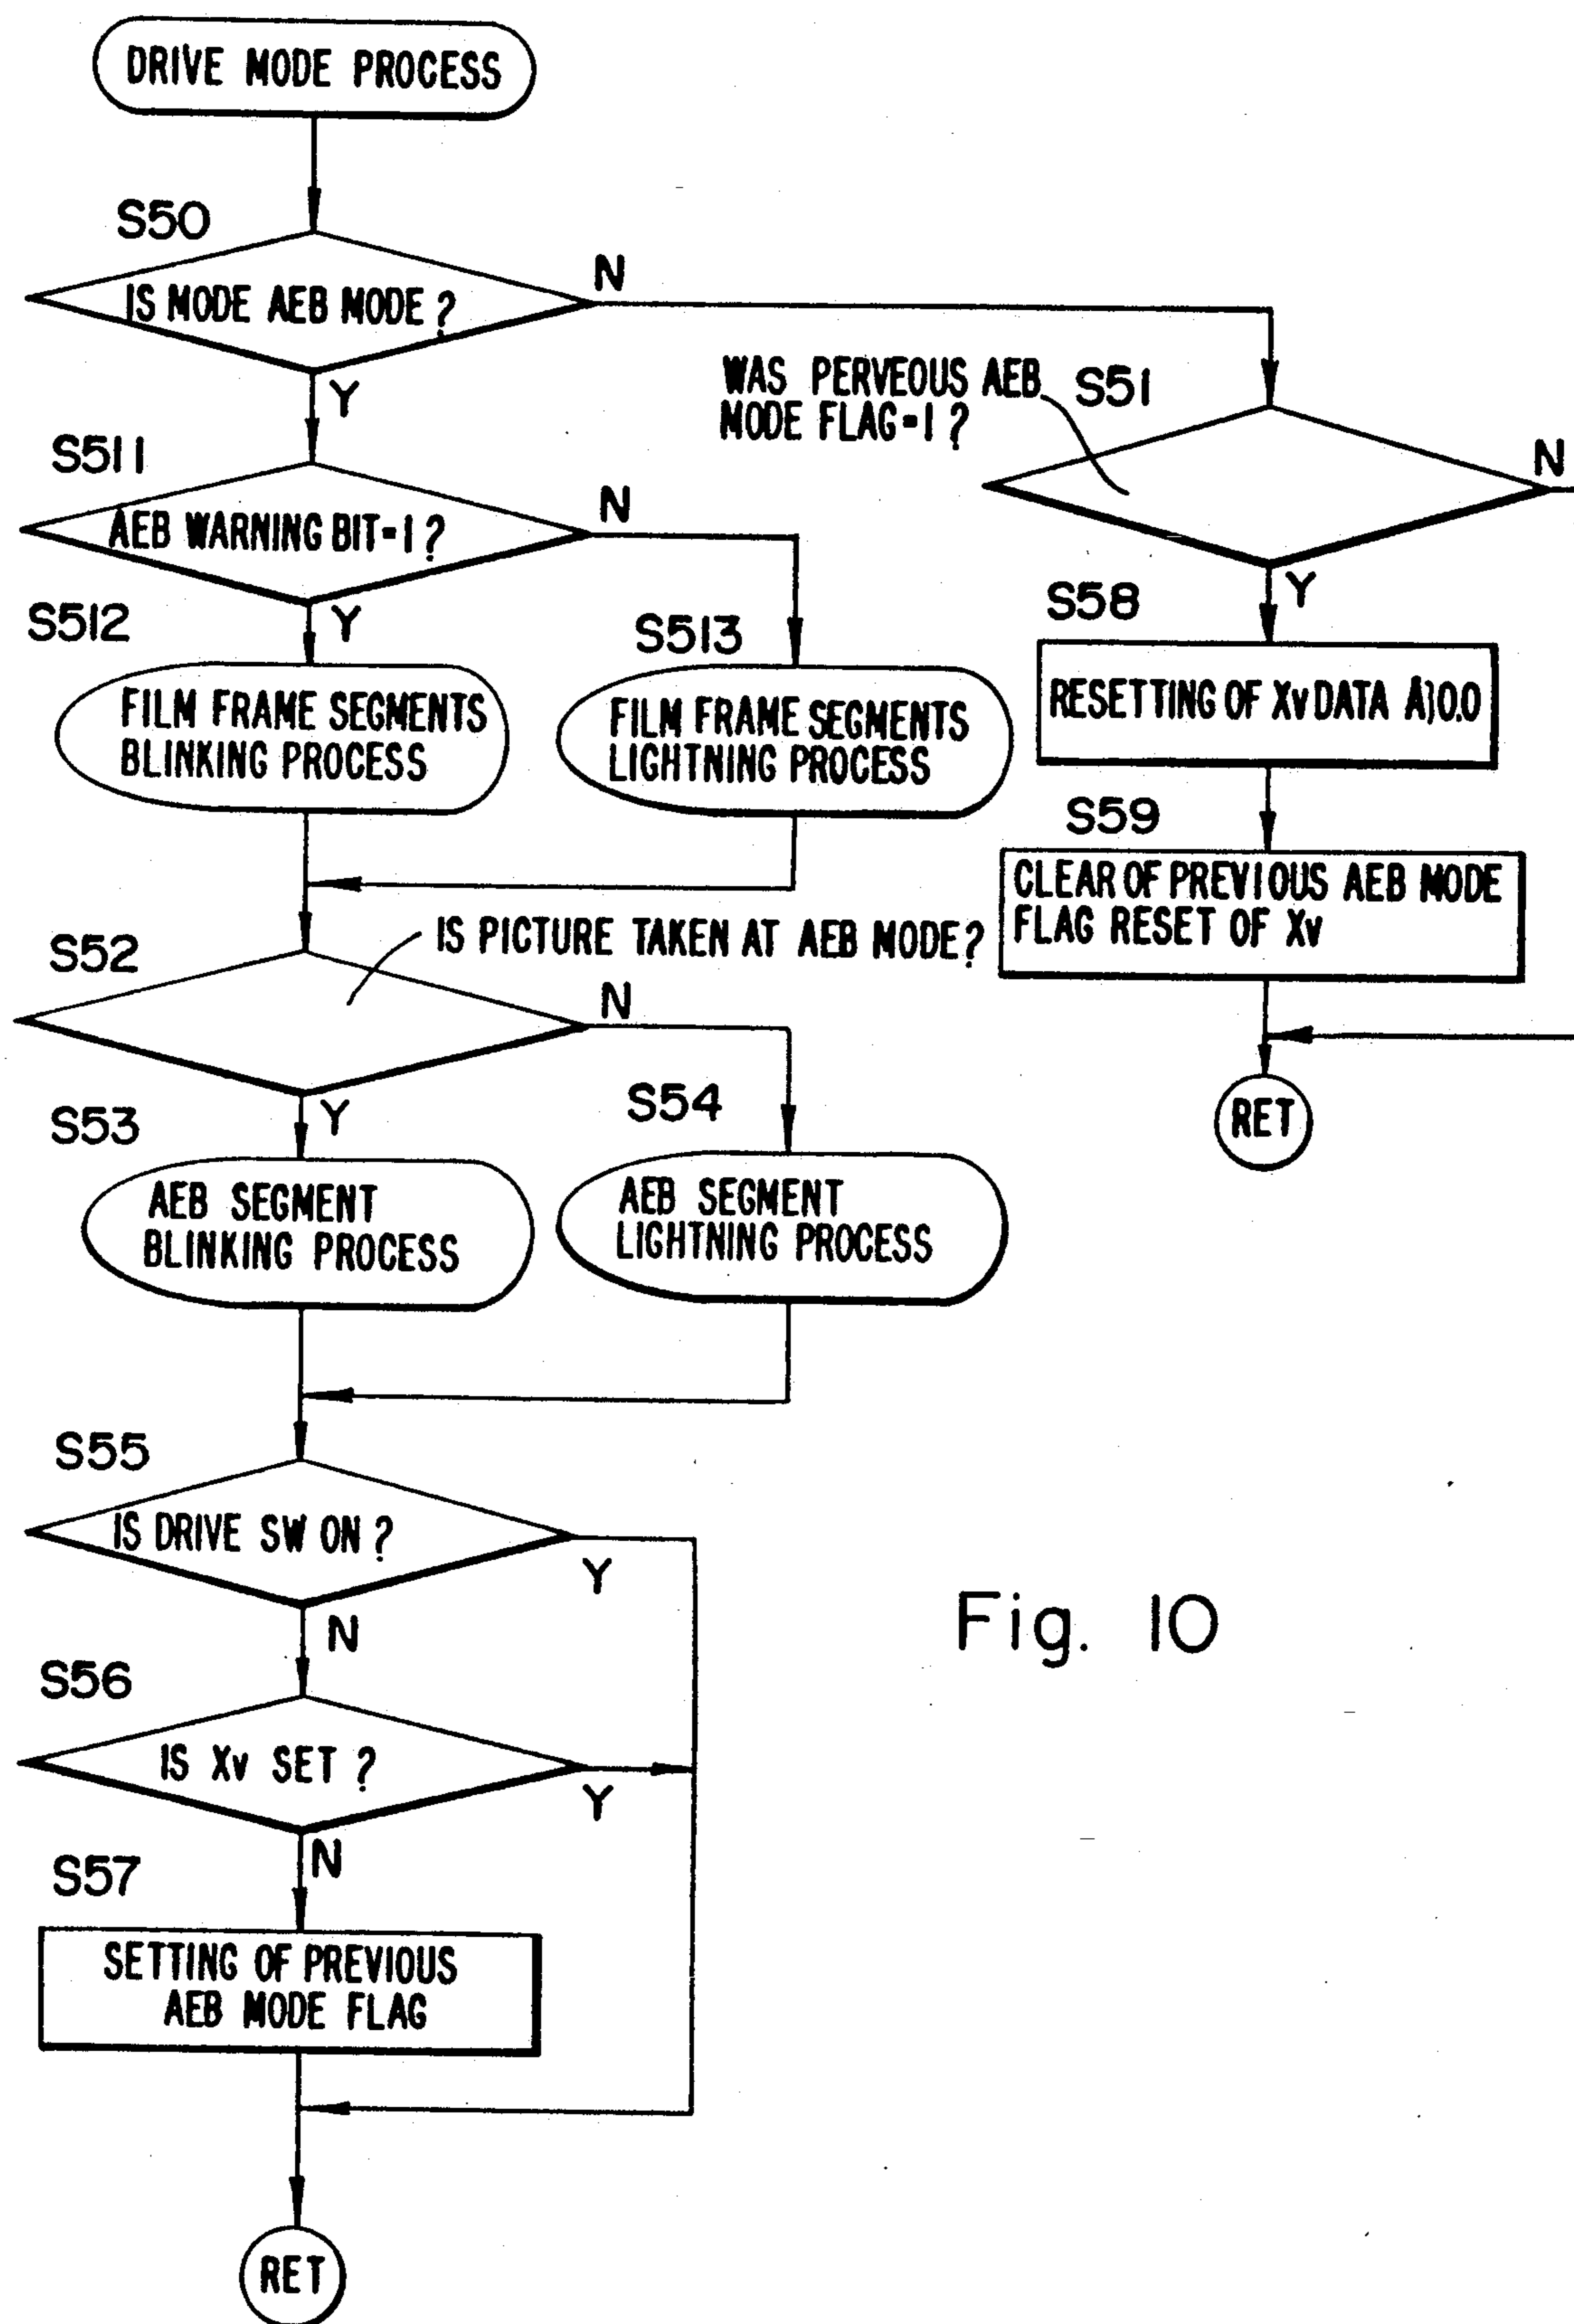 DRIVE MODE PROCESS
S50
IS MODE AEB MODE ?
N
Y
WAS PERVEOUS AEB
MODE FLAG=1 ?
S51
N
Y
S511
AEB WARNING BIT=1 ?
N
Y
S512
FILM FRAME SEGMENTS
BLINKING PROCESS
S513
FILM FRAME SEGMENTS
LIGHTNING PROCESS
S58
RESETTING OF Xv DATA Å}0.0
S59
CLEAR OF PREVIOUS AEB MODE
FLAG RESET OF Xv
RET
S52
IS PICTURE TAKEN AT AEB MODE?
N
Y
S53
AEB SEGMENT
BLINKING PROCESS
S54
AEB SEGMENT
LIGHTNING PROCESS
S55
IS DRIVE SW ON ?
Y
N
S56
IS Xv SET ?
Y
N
S57
SETTING OF PREVIOUS
AEB MODE FLAG
RET
Fig. 10